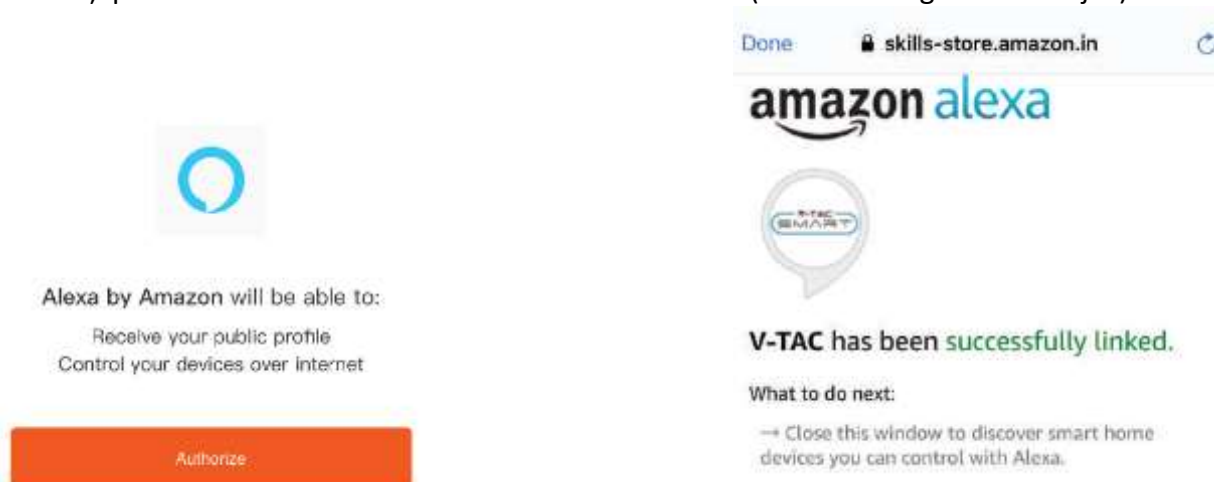 Alexa by Amazon will be able to:
Receive your public profile
Control your devices over internet
Authorize
Done
skills-store.amazon.in
amazon alexa
V-TAC
SMART
V-TAC has been successfully linked.
What to do next:
→ Close this window to discover smart home
devices you can control with Alexa.